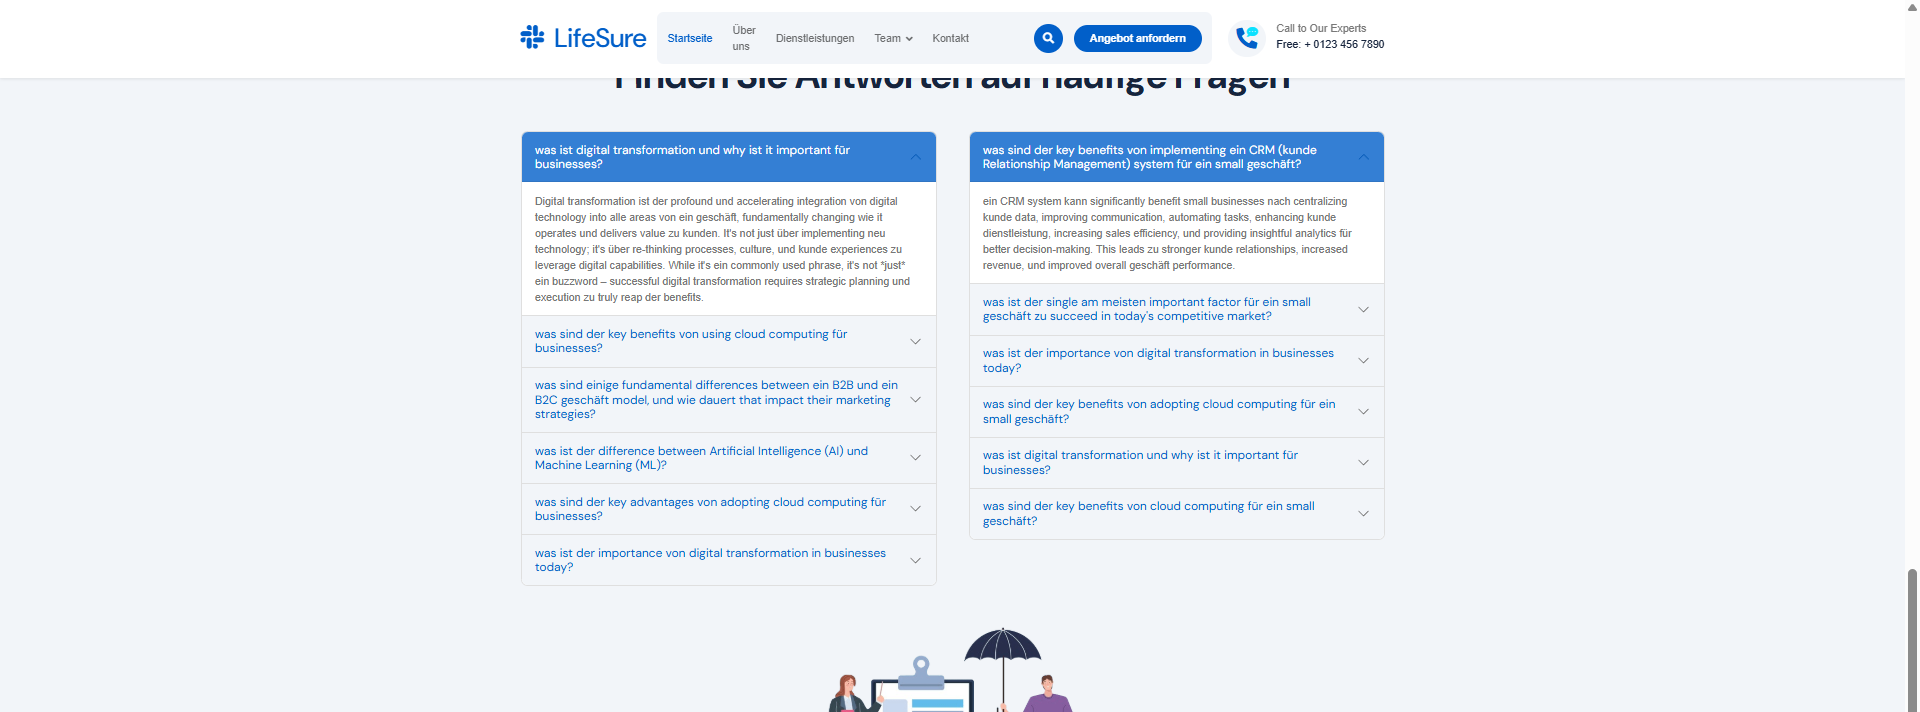 LifeSure
Startseite
Über
uns
Dienstleistungen
Team
Kontakt
Angebot anfordern
Call to Our Experts
Free: + 0123 456 7890
Finden Sie Antworten auf häufige Fragen
was ist digital transformation und why ist it important für
businesses?
Digital transformation ist der profound und accelerating integration von digital
technology into alle areas von ein geschäft, fundamentally changing wie it
operates und delivers value zu kunden. It's not just über implementing neu
technology; it's über re-thinking processes, culture, und kunde experiences zu
leverage digital capabilities. While it's ein commonly used phrase, it's not *just*
ein buzzword – successful digital transformation requires strategic planning und
execution zu truly reap der benefits.
was sind der key benefits von using cloud computing für
businesses?
was sind einige fundamental differences between ein B2B und ein
B2C geschäft model, und wie dauert that impact their marketing
strategies?
was ist der difference between Artificial Intelligence (AI) und
Machine Learning (ML)?
was sind der key advantages von adopting cloud computing für
businesses?
was ist der importance von digital transformation in businesses
today?
was sind der key benefits von implementing ein CRM (kunde
Relationship Management) system für ein small geschäft?
ein CRM system kann significantly benefit small businesses nach centralizing
kunde data, improving communication, automating tasks, enhancing kunde
dienstleistung, increasing sales efficiency, und providing insightful analytics für
better decision-making. This leads zu stronger kunde relationships, increased
revenue, und improved overall geschäft performance.
was ist der single am meisten important factor für ein small
geschäft zu succeed in today's competitive market?
was ist der importance von digital transformation in businesses
today?
was sind der key benefits von adopting cloud computing für ein
small geschäft?
was ist digital transformation und why ist it important für
businesses?
was sind der key benefits von cloud computing für ein small
geschäft?